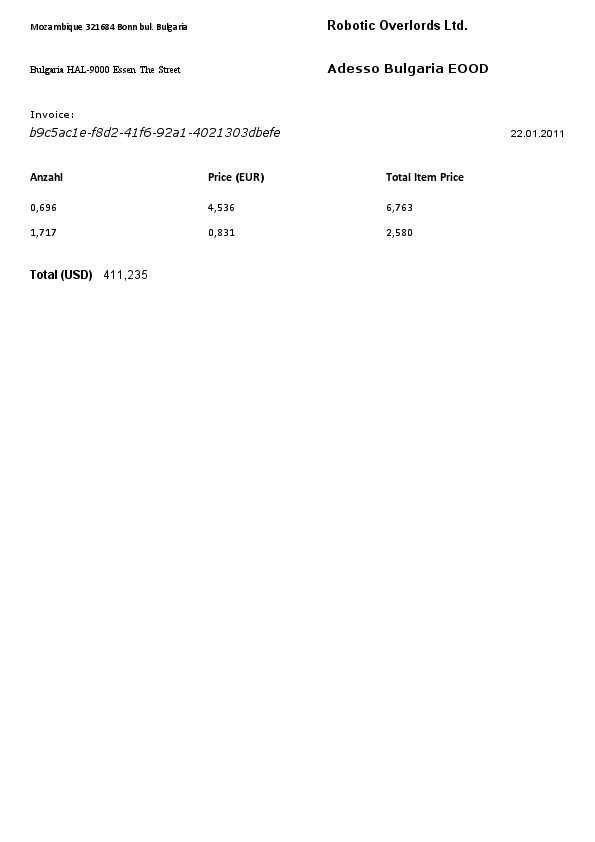 Mozambique 321684 Bonn bul. Bulgaria Robotic Overlords Ltd.
Bulgaria HAL-9000 Essen The Street Adesso Bulgaria EOOD
Invoice:
b9c5ac1e-f8d2-41f6-92a1-4021303dbefe 22.01.2011
Anzahl Price (EUR) Total Item Price
0,696 4,536 6,763
1,717 0,831 2,580
Total (USD) 411,235